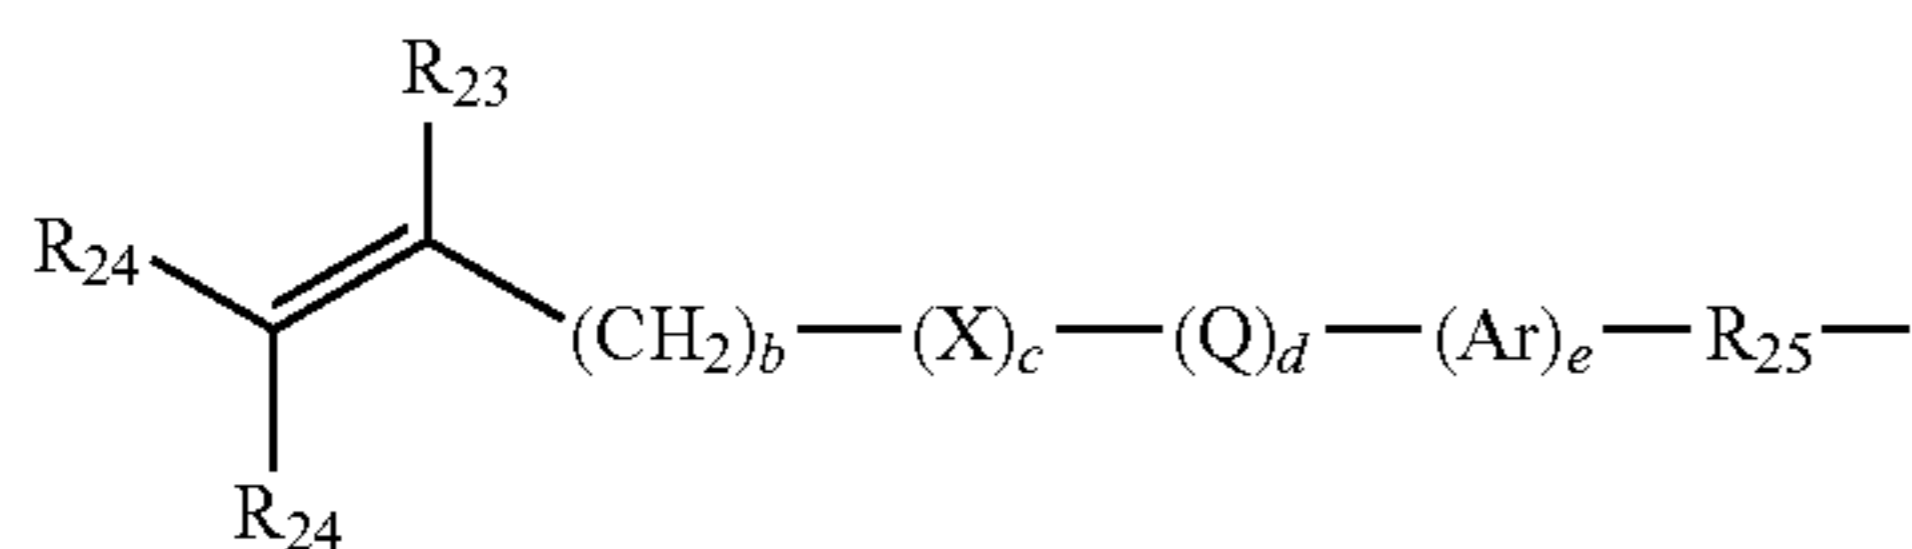 R₂₃
R₂₄
(CH₂)b—(X)c—(Q)d—(Ar)e—R₂₅—
R₂₄